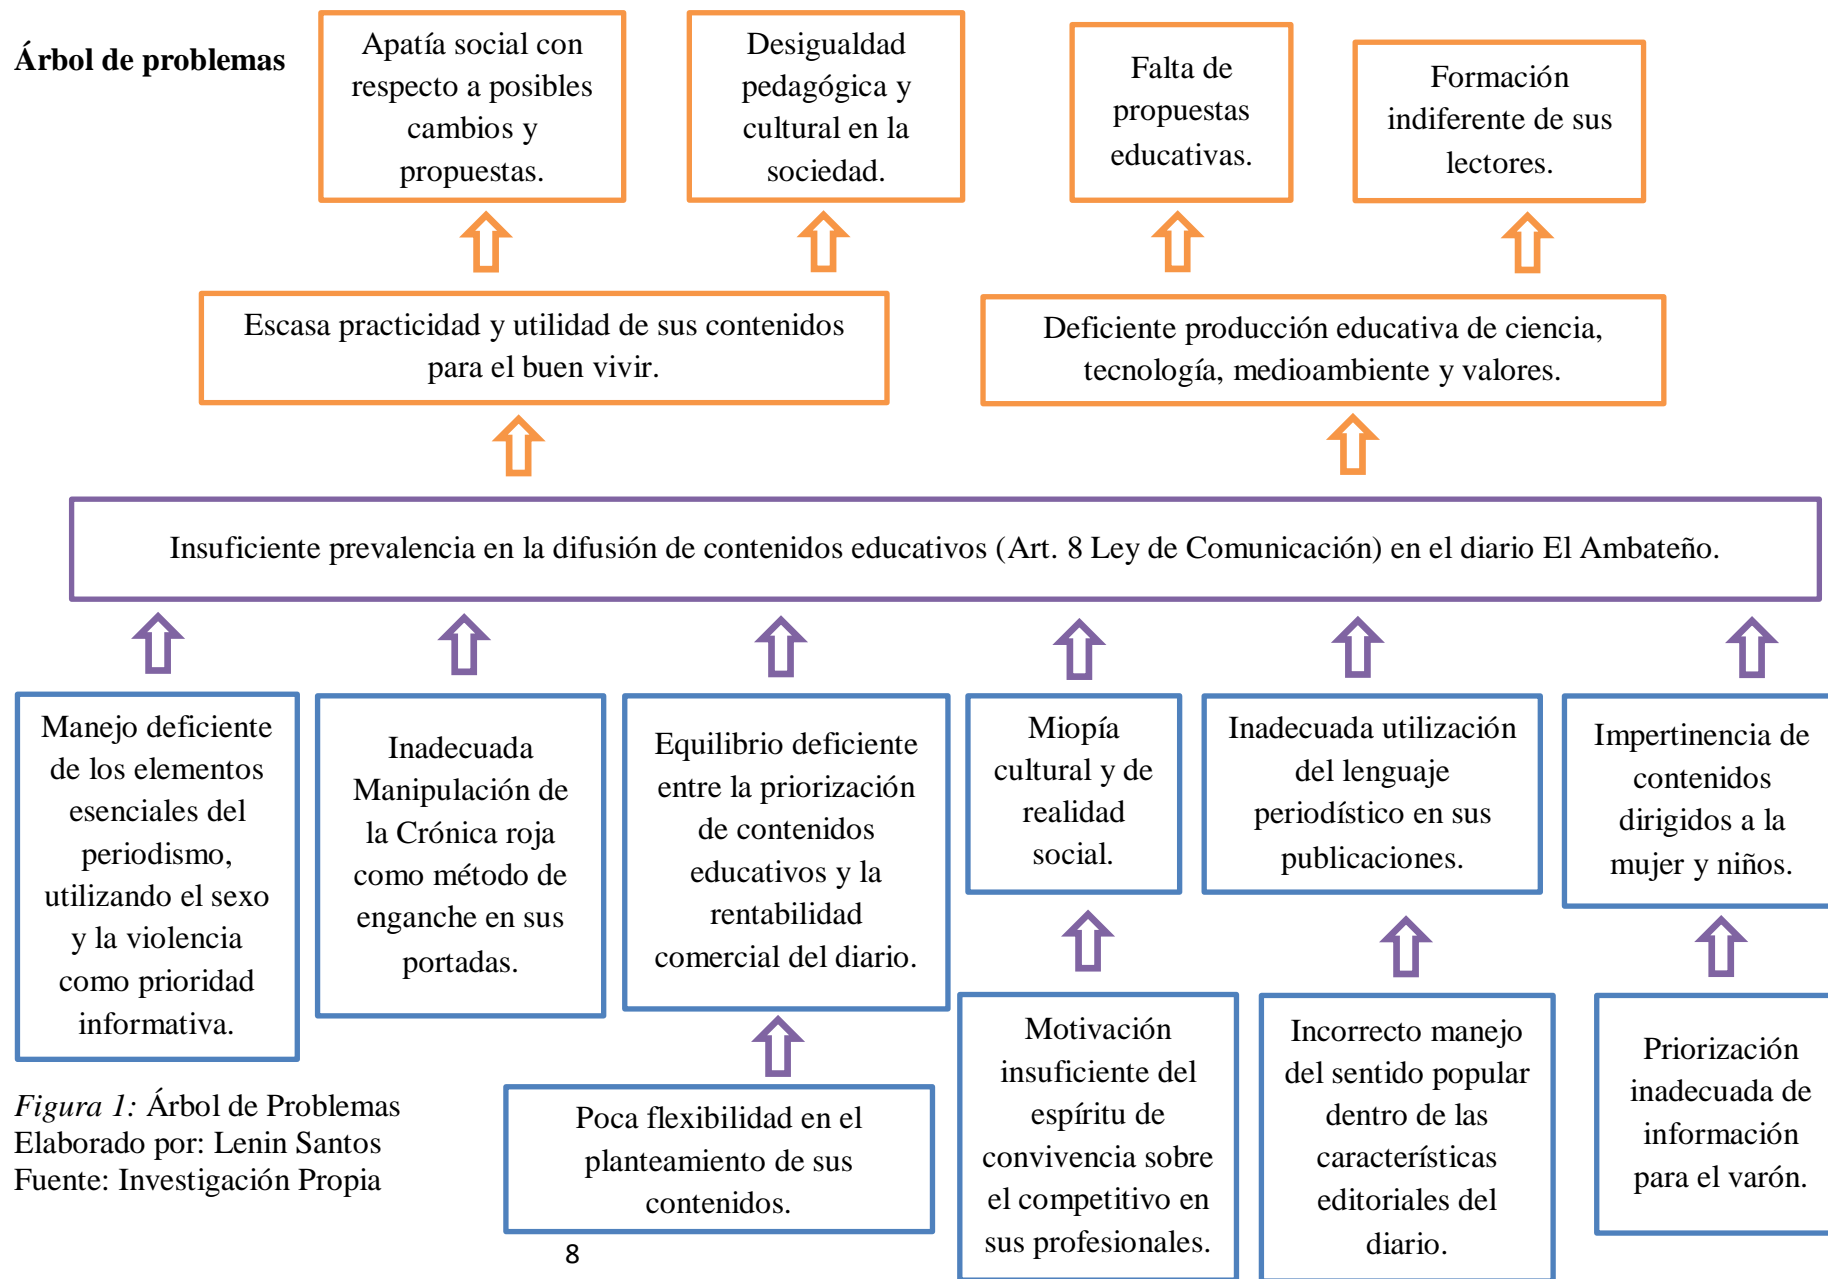 Árbol de problemas
Apatía social con
respecto a posibles
cambios y
propuestas.
Desigualdad
pedagógica y
cultural en la
sociedad.
Falta de
propuestas
educativas.
Formación
indiferente de sus
lectores.
Escasa practicidad y utilidad de sus contenidos
para el buen vivir.
Deficiente producción educativa de ciencia,
tecnología, medioambiente y valores.
Insuficiente prevalencia en la difusión de contenidos educativos (Art. 8 Ley de Comunicación) en el diario El Ambateño.
Manejo deficiente
de los elementos
esenciales del
periodismo,
utilizando el sexo
y la violencia
como prioridad
informativa.
Inadecuada
Manipulación de
la Crónica roja
como método de
enganche en sus
portadas.
Equilibrio deficiente
entre la priorización
de contenidos
educativos y la
rentabilidad
comercial del diario.
Miopía
cultural y de
realidad
social.
Inadecuada utilización
del lenguaje
periodístico en sus
publicaciones.
Impertinencia de
contenidos
dirigidos a la
mujer y niños.
Poca flexibilidad en el
planteamiento de sus
contenidos.
Motivación
insuficiente del
espíritu de
convivencia sobre
el competitivo en
sus profesionales.
Incorrecto manejo
del sentido popular
dentro de las
características
editoriales del
diario.
Priorización
inadecuada de
información
para el varón.
Figura 1: Árbol de Problemas
Elaborado por: Lenin Santos
Fuente: Investigación Propia
8